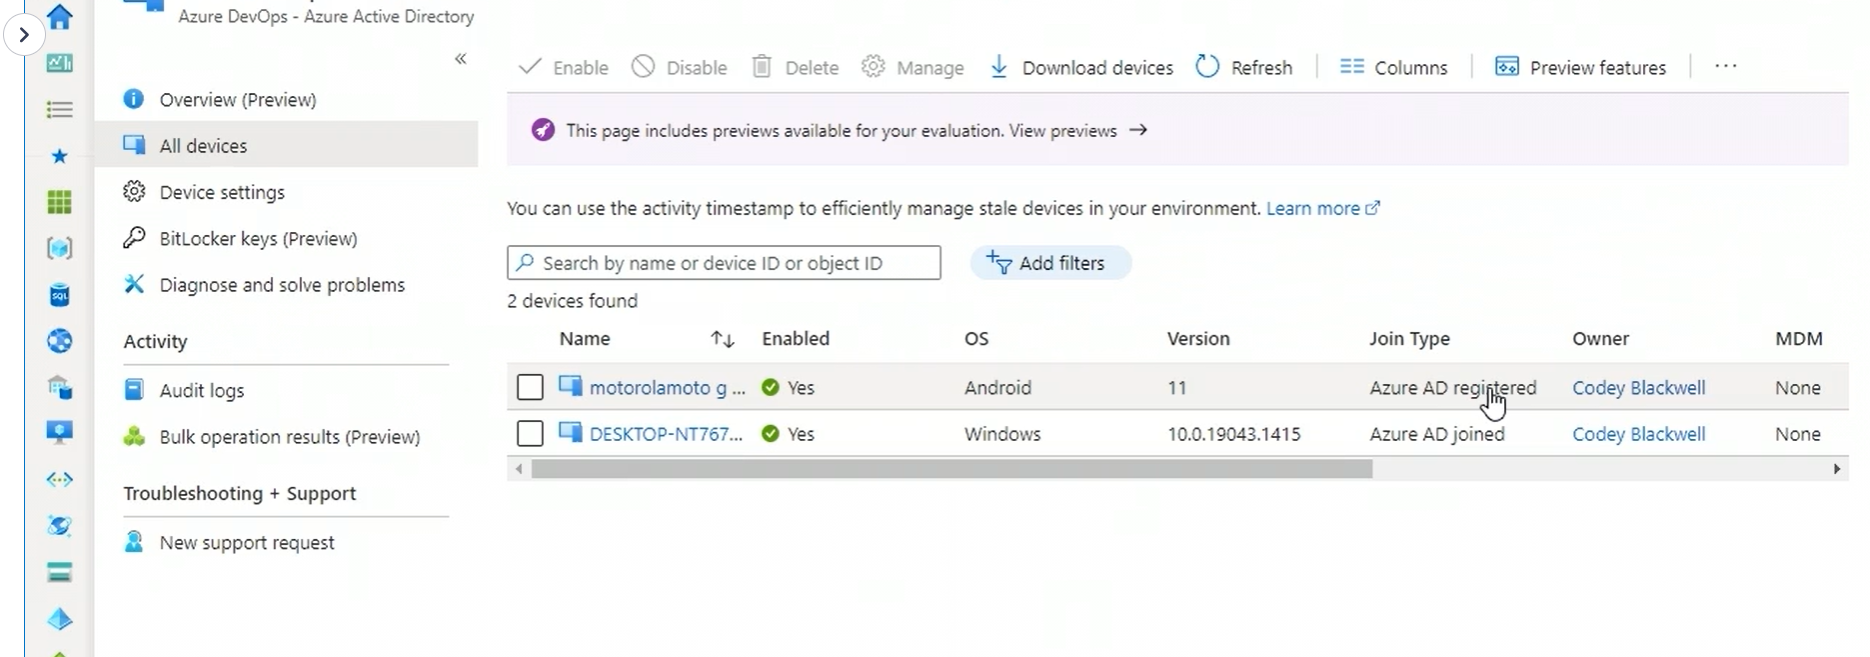 Azure DevOps - Azure Active Directory
«
Overview (Preview)
All devices
Device settings
BitLocker keys (Preview)
Diagnose and solve problems
Activity
Audit logs
Bulk operation results (Preview)
Troubleshooting + Support
New support request
Enable Disable Delete Manage Download devices Refresh Columns Preview features ...
This page includes previews available for your evaluation. View previews →
You can use the activity timestamp to efficiently manage stale devices in your environment. Learn more
Search by name or device ID or object ID Add filters
2 devices found
Name ↑↓ Enabled OS Version Join Type Owner MDM
motorolamoto g ... Yes Android 11 Azure AD registered Codey Blackwell None
DESKTOP-NT767... Yes Windows 10.0.19043.1415 Azure AD joined Codey Blackwell None
SQL